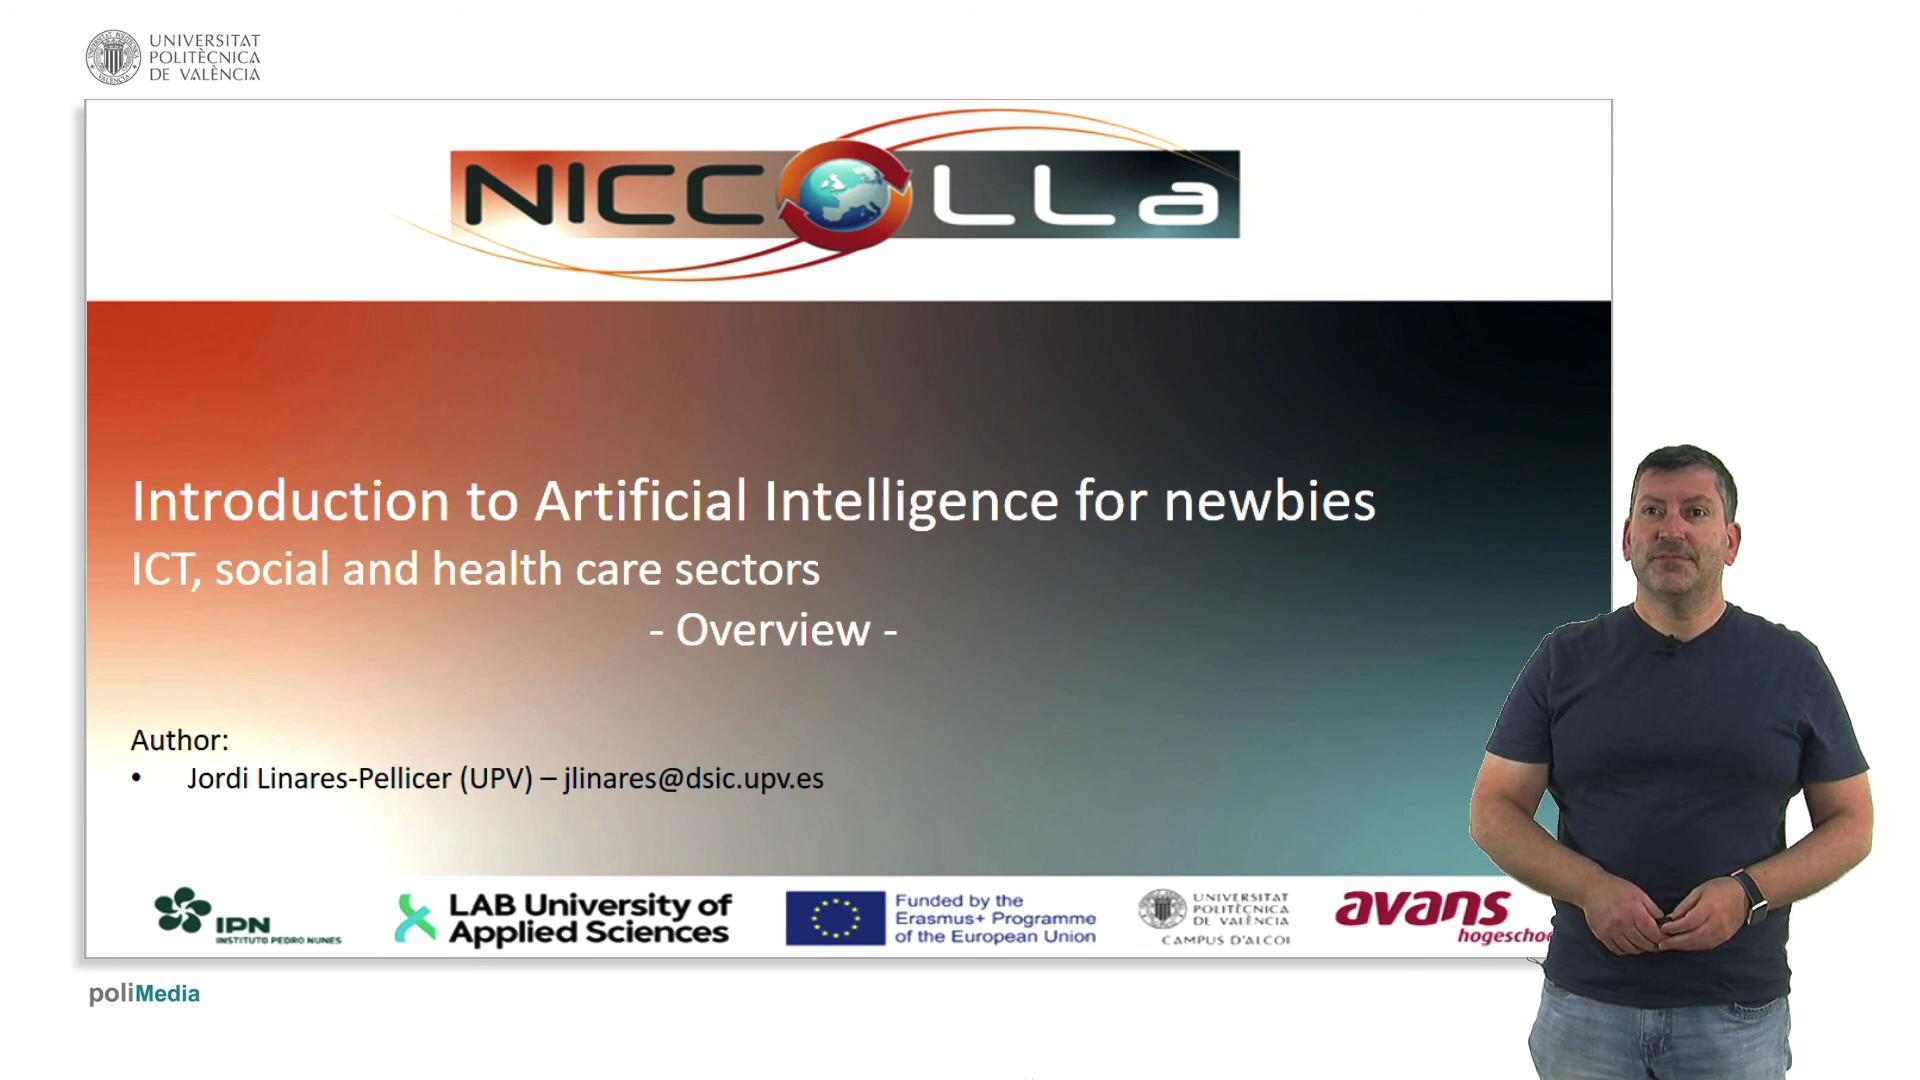 UNIVERSITAT
POLITÈCNICA
DE VALÈNCIA
NICCOLLa
Introduction to Artificial Intelligence for newbies
ICT, social and health care sectors
- Overview -
Author:
• Jordi Linares-Pellicer (UPV) – jlinares@dsic.upv.es
IPN
INSTITUTO PEDRO NUNES
LAB University of
Applied Sciences
Funded by the
Erasmus+ Programme
of the European Union
UNIVERSITAT
POLITÈCNICA
DE VALÈNCIA
CAMPUS D'ALCOI
avans
hogeschoo
poliMedia